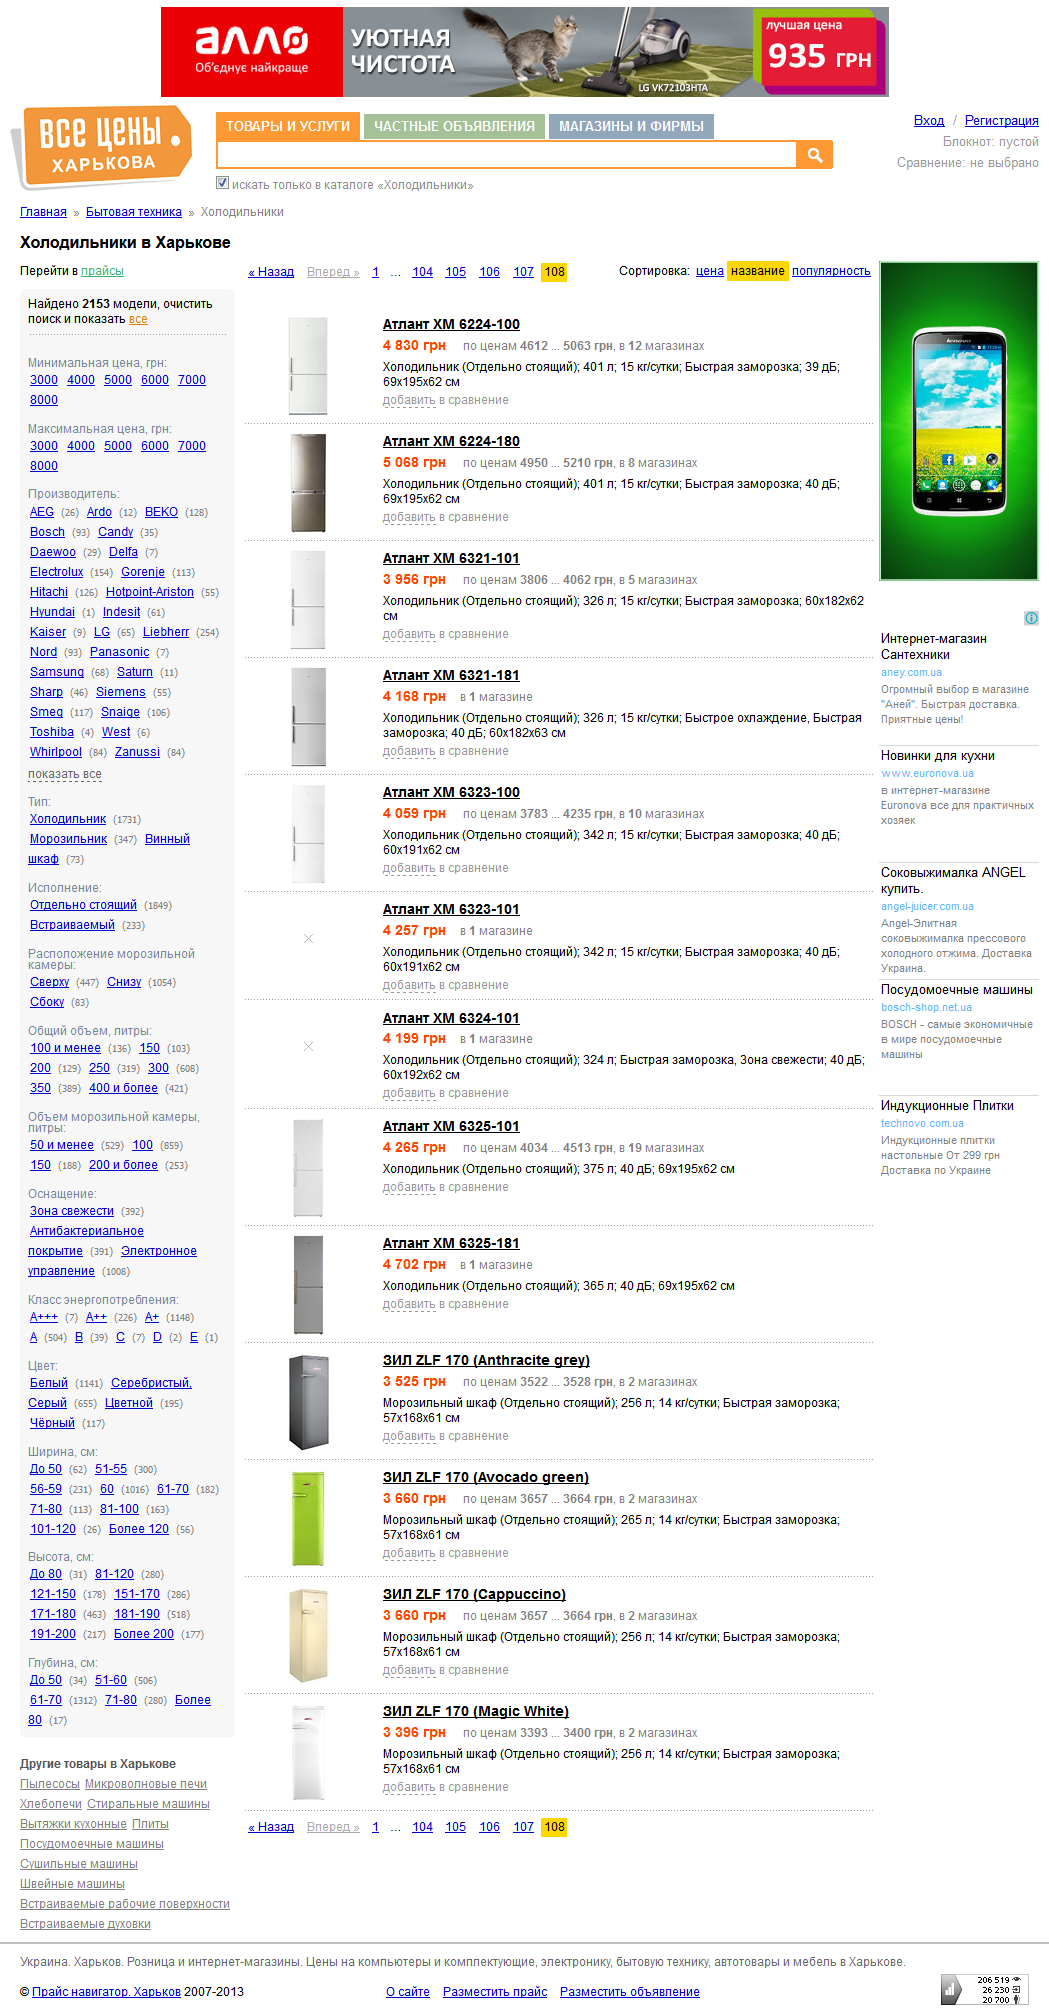 алло
Об'єднує найкраще
УЮТНАЯ
ЧИСТОТА
LG VK72103HTA
лучшая цена
935 ГРН
ВСЕ ЦЕНЫ
ХАРЬКОВА
ТОВАРЫ И УСЛУГИ
ЧАСТНЫЕ ОБЪЯВЛЕНИЯ
МАГАЗИНЫ И ФИРМЫ
искать только в каталоге «Холодильники»
Вход / Регистрация
Блокнот: пустой
Сравнение: не выбрано
Главная » Бытовая техника » Холодильники
Холодильники в Харькове
Перейти в прайсы
Найдено 2153 модели, очистить
поиск и показать все
Минимальная цена, грн:
3000 4000 5000 6000 7000
8000
Максимальная цена, грн:
3000 4000 5000 6000 7000
8000
Производитель:
AEG (26) Ardo (12) BEKO (128)
Bosch (93) Candy (35)
Daewoo (29) Delfa (7)
Electrolux (154) Gorenje (113)
Hitachi (126) Hotpoint-Ariston (55)
Hyundai (1) Indesit (61)
Kaiser (9) LG (65) Liebherr (254)
Nord (93) Panasonic (7)
Samsung (68) Saturn (11)
Sharp (46) Siemens (55)
Smeg (117) Snaige (106)
Toshiba (4) West (6)
Whirlpool (84) Zanussi (84)
показать все
Тип:
Холодильник (1731)
Морозильник (347) Винный
шкаф (73)
Исполнение:
Отдельно стоящий (1849)
Встраиваемый (233)
Расположение морозильной
камеры:
Сверху (447) Снизу (1054)
Сбоку (83)
Общий объем, литры:
100 и менее (136) 150 (103)
200 (129) 250 (319) 300 (608)
350 (389) 400 и более (421)
Объем морозильной камеры,
литры:
50 и менее (529) 100 (859)
150 (188) 200 и более (253)
Оснащение:
Зона свежести (392)
Антибактериальное
покрытие (391) Электронное
управление (1008)
Класс энергопотребления:
A+++ (7) A++ (226) A+ (1148)
A (504) B (39) C (7) D (2) E (1)
Цвет:
Белый (1141) Серебристый,
Серый (655) Цветной (195)
Чёрный (117)
Ширина, см:
До 50 (62) 51-55 (300)
56-59 (231) 60 (1016) 61-70 (182)
71-80 (113) 81-100 (163)
101-120 (26) Более 120 (56)
Высота, см:
До 80 (31) 81-120 (280)
121-150 (178) 151-170 (286)
171-180 (463) 181-190 (518)
191-200 (217) Более 200 (177)
Глубина, см:
До 50 (34) 51-60 (506)
61-70 (1312) 71-80 (280) Более
80 (17)
Другие товары в Харькове
Пылесосы Микроволновые печи
Хлебопечи Стиральные машины
Вытяжки кухонные Плиты
Посудомоечные машины
Сушильные машины
Швейные машины
Встраиваемые рабочие поверхности
Встраиваемые духовки
« Назад Вперед » 1 ... 104 105 106 107 108
Сортировка: цена название популярность
Атлант ХМ 6224-100
4 830 грн по ценам 4612 ... 5063 грн, в 12 магазинах
Холодильник (Отдельно стоящий); 401 л; 15 кг/сутки; Быстрая заморозка; 39 дБ;
69x195x62 см
добавить в сравнение
Атлант ХМ 6224-180
5 068 грн по ценам 4950 ... 5210 грн, в 8 магазинах
Холодильник (Отдельно стоящий); 401 л; 15 кг/сутки; Быстрая заморозка; 40 дБ;
69x195x62 см
добавить в сравнение
Атлант ХМ 6321-101
3 956 грн по ценам 3806 ... 4062 грн, в 5 магазинах
Холодильник (Отдельно стоящий); 326 л; 15 кг/сутки; Быстрая заморозка; 60x182x62
см
добавить в сравнение
Атлант ХМ 6321-181
4 168 грн в 1 магазине
Холодильник (Отдельно стоящий); 326 л; 15 кг/сутки; Быстрое охлаждение, Быстрая
заморозка; 40 дБ; 60x182x63 см
добавить в сравнение
Атлант ХМ 6323-100
4 059 грн по ценам 3783 ... 4235 грн, в 10 магазинах
Холодильник (Отдельно стоящий); 342 л; 15 кг/сутки; Быстрая заморозка; 40 дБ;
60x191x62 см
добавить в сравнение
Атлант ХМ 6323-101
4 257 грн в 1 магазине
Холодильник (Отдельно стоящий); 342 л; 15 кг/сутки; Быстрая заморозка; 40 дБ;
60x191x62 см
добавить в сравнение
Атлант ХМ 6324-101
4 199 грн в 1 магазине
Холодильник (Отдельно стоящий); 324 л; Быстрая заморозка, Зона свежести; 40 дБ;
60x192x62 см
добавить в сравнение
Атлант ХМ 6325-101
4 265 грн по ценам 4034 ... 4513 грн, в 19 магазинах
Холодильник (Отдельно стоящий); 375 л; 40 дБ; 69x195x62 см
добавить в сравнение
Атлант ХМ 6325-181
4 702 грн в 1 магазине
Холодильник (Отдельно стоящий); 365 л; 40 дБ; 69x195x62 см
добавить в сравнение
ЗИЛ ZLF 170 (Anthracite grey)
3 525 грн по ценам 3522 ... 3528 грн, в 2 магазинах
Морозильный шкаф (Отдельно стоящий); 256 л; 14 кг/сутки; Быстрая заморозка;
57x168x61 см
добавить в сравнение
ЗИЛ ZLF 170 (Avocado green)
3 660 грн по ценам 3657 ... 3664 грн, в 2 магазинах
Морозильный шкаф (Отдельно стоящий); 265 л; 14 кг/сутки; Быстрая заморозка;
57x168x61 см
добавить в сравнение
ЗИЛ ZLF 170 (Cappuccino)
3 660 грн по ценам 3657 ... 3664 грн, в 2 магазинах
Морозильный шкаф (Отдельно стоящий); 256 л; 14 кг/сутки; Быстрая заморозка;
57x168x61 см
добавить в сравнение
ЗИЛ ZLF 170 (Magic White)
3 396 грн по ценам 3393 ... 3400 грн, в 2 магазинах
Морозильный шкаф (Отдельно стоящий); 256 л; 14 кг/сутки; Быстрая заморозка;
57x168x61 см
добавить в сравнение
« Назад Вперед » 1 ... 104 105 106 107 108
Интернет-магазин
Сантехники
aney.com.ua
Огромный выбор в магазине
"Аней". Быстрая доставка.
Приятные цены!
Новинки для кухни
www.euronova.ua
в интернет-магазине
Euronova все для практичных
хозяек
Соковыжималка ANGEL
купить.
angel-juicer.com.ua
Angel-Элитная
соковыжималка прессового
холодного отжима. Доставка
Украина.
Посудомоечные машины
bosch-shop.net.ua
BOSCH - самые экономичные
в мире посудомоечные
машины
Индукционные Плитки
technovo.com.ua
Индукционные плитки
настольные От 299 грн
Доставка по Украине
Украина. Харьков. Розница и интернет-магазины. Цены на компьютеры и комплектующие, электронику, бытовую технику, автотовары и мебель в Харькове.
© Прайс навигатор. Харьков 2007-2013
О сайте Разместить прайс Разместить объявление
206 519
26 230
20 700